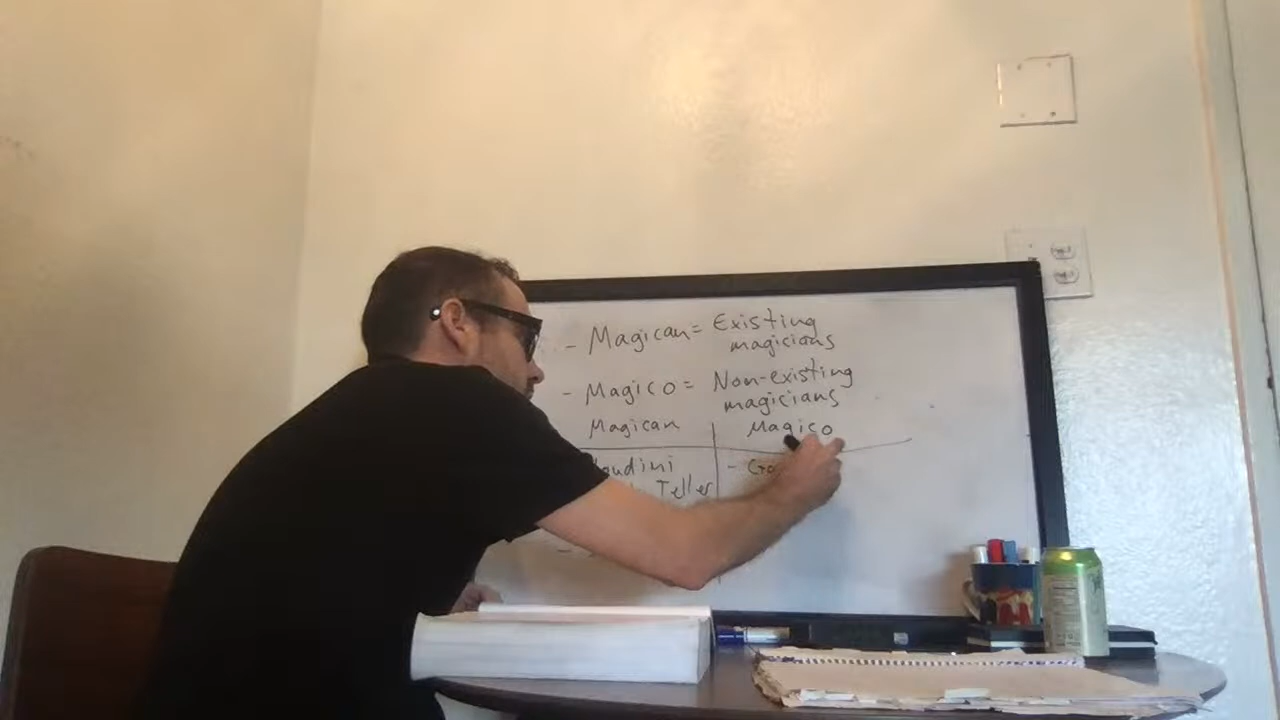 - Magican = Existing
magicians
- Magico = Non-existing
magicians
Magican Magico
Teller